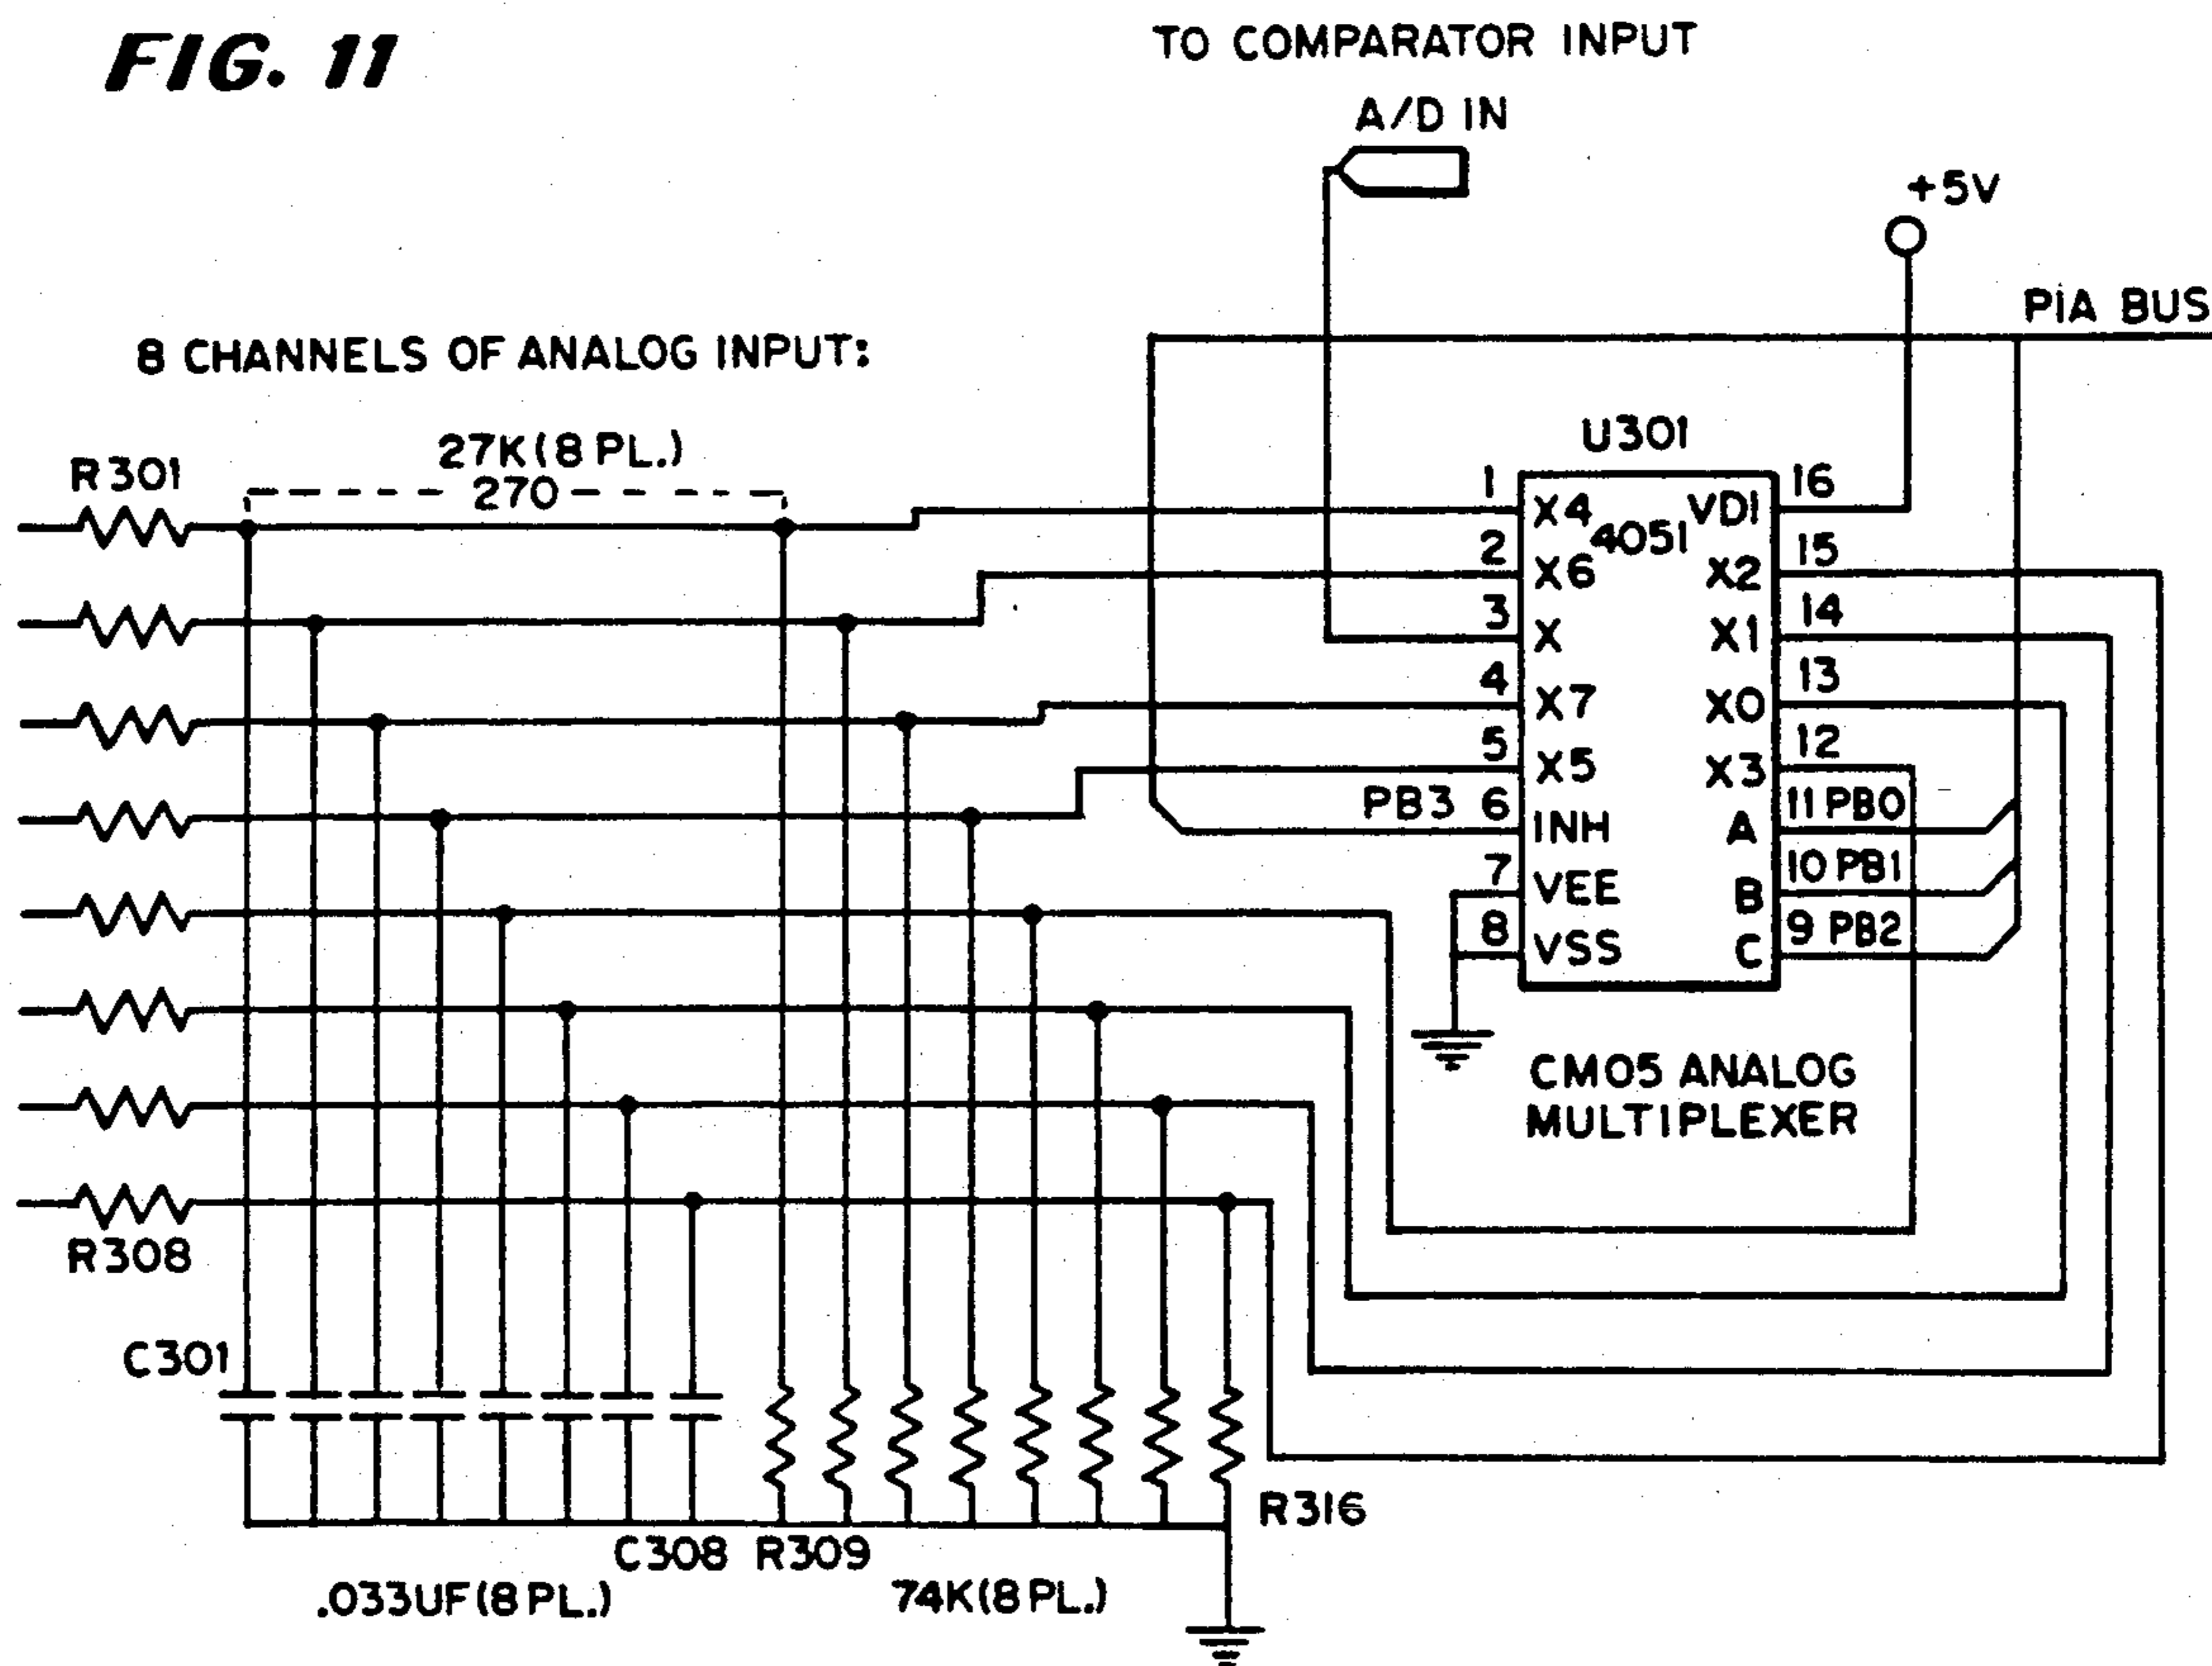 FIG. 11
TO COMPARATOR INPUT
A/D IN
+5V
PIA BUS
8 CHANNELS OF ANALOG INPUT:
27K(8 PL.)
270
R301
U301
4051
1 X4
2 X6
3 X
4 X7
5 X5
PB3 6 INH
7 VEE
8 VSS
VDI 16
X2 15
X1 14
X0 13
X3 12
A 11 PB0
B 10 PB1
C 9 PB2
CM05 ANALOG
MULTIPLEXER
R308
C301
C308 R309
R316
.033UF(8 PL.)
74K(8 PL.)